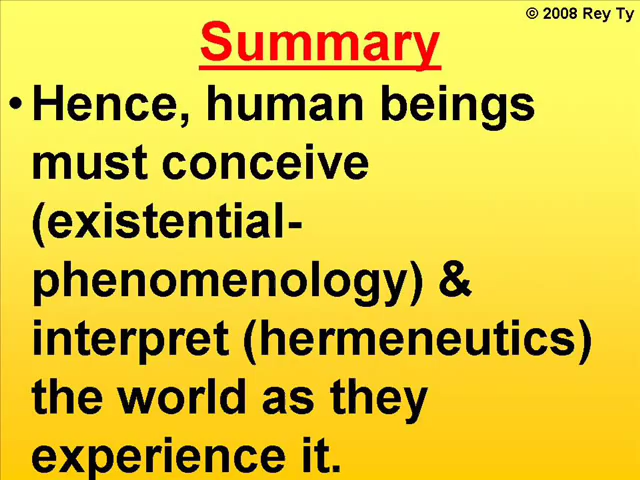 © 2008 Rey Ty
Summary
• Hence, human beings
must conceive
(existential-
phenomenology) &
interpret (hermeneutics)
the world as they
experience it.